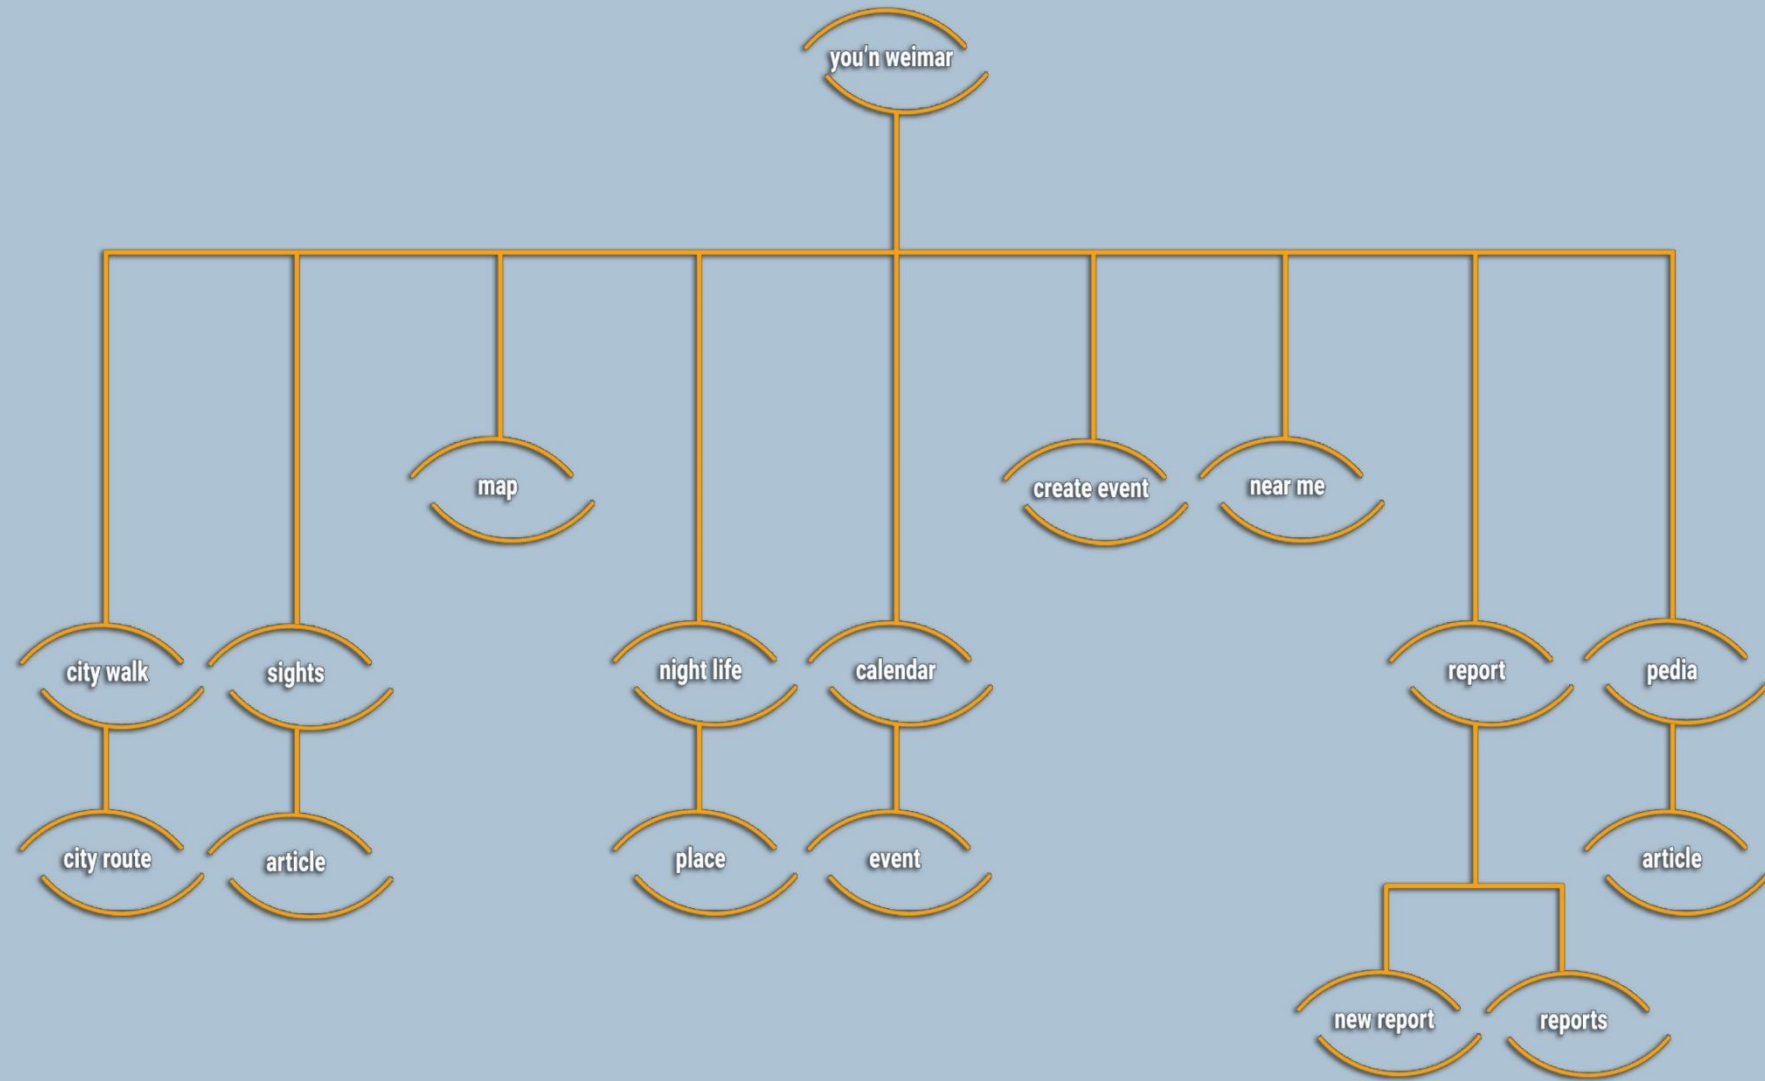 you'n weimar
map
create event
near me
city walk
sights
night life
calendar
report
pedia
city route
article
place
event
article
new report
reports